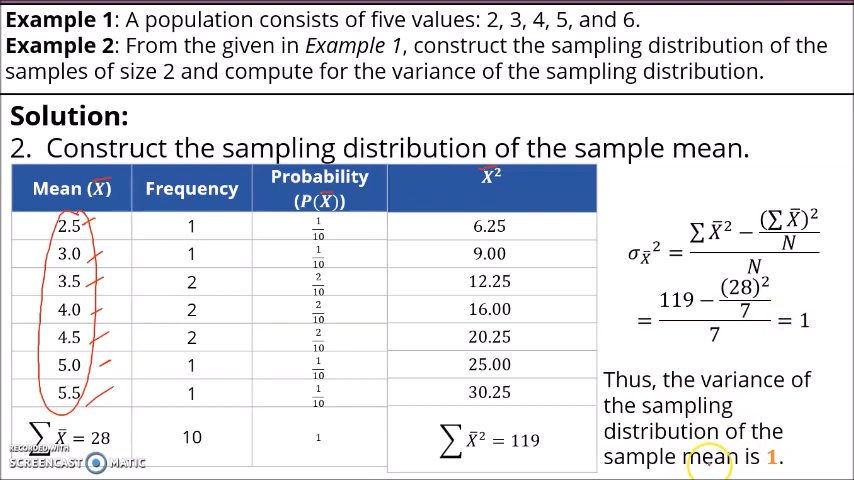 Example 1: A population consists of five values: 2, 3, 4, 5, and 6.
Example 2: From the given in Example 1, construct the sampling distribution of the
samples of size 2 and compute for the variance of the sampling distribution.
Solution:
2. Construct the sampling distribution of the sample mean.
Mean (X̄) Frequency Probability (P(X̄)) X̄²
2.5 1 1/10 6.25
3.0 1 1/10 9.00
3.5 2 2/10 12.25
4.0 2 2/10 16.00
4.5 2 2/10 20.25
5.0 1 1/10 25.00
5.5 1 1/10 30.25
∑ X̄ = 28 10 1 ∑ X̄² = 119
σ_X̄² = (∑ X̄² − (∑ X̄)²/N)/N
= (119 − (28)²/7)/7 = 1
Thus, the variance of
the sampling
distribution of the
sample mean is 1.
RECORDED WITH
SCREENCAST MATIC